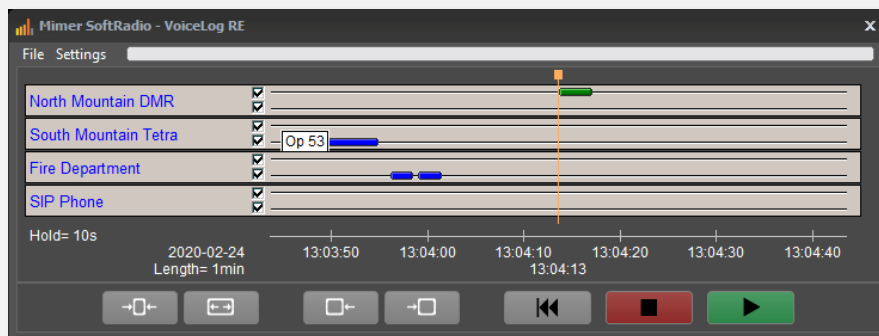 Mimer SoftRadio - VoiceLog RE
X
File Settings
North Mountain DMR
South Mountain Tetra
Op 53
Fire Department
SIP Phone
Hold= 10s
2020-02-24 13:03:50 13:04:00 13:04:10 13:04:20 13:04:30 13:04:40
Length= 1min 13:04:13